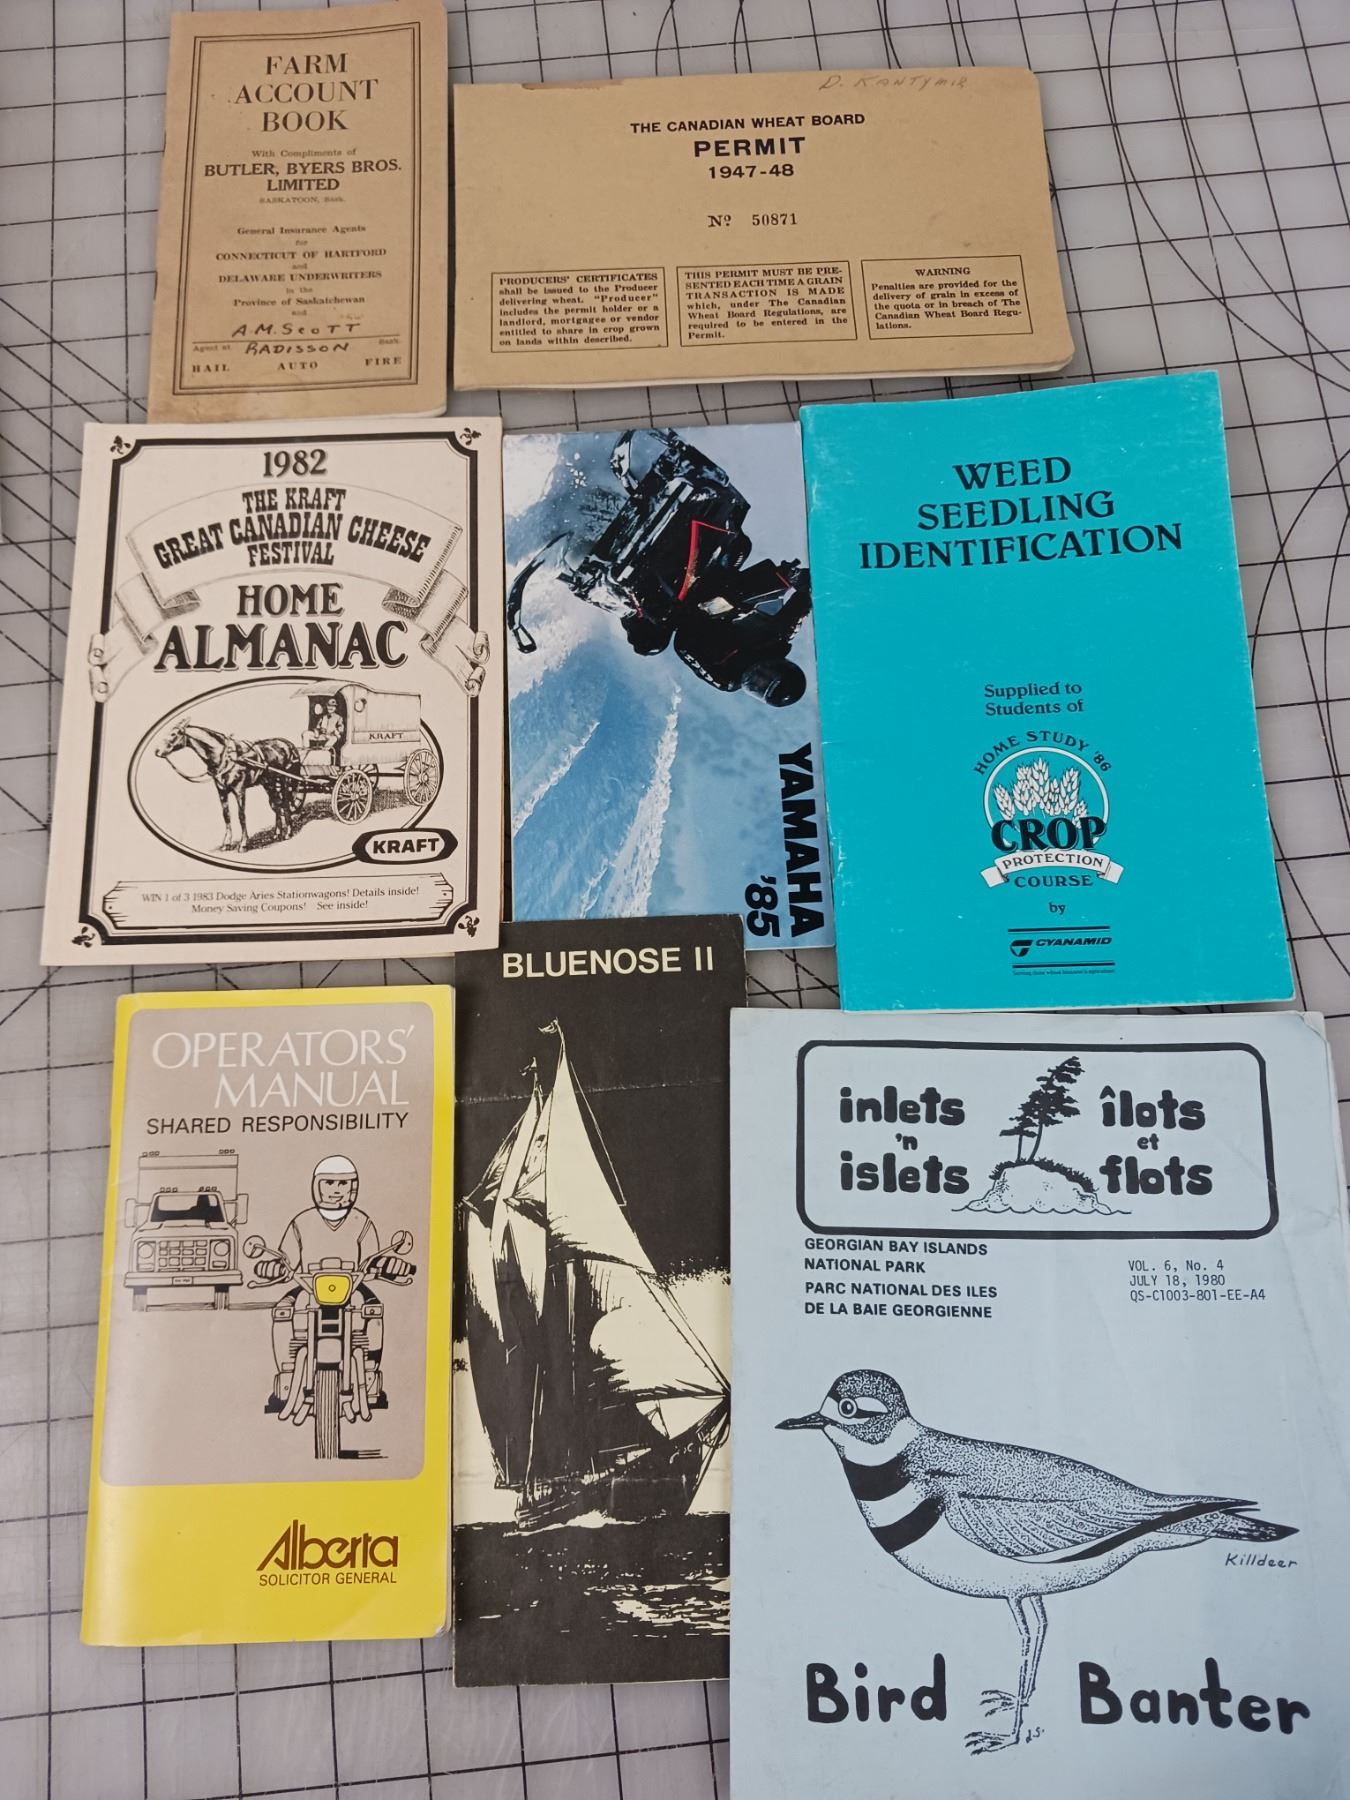 FARM
ACCOUNT
BOOK
With Compliments of
BUTLER, BYERS BROS.
LIMITED
SASKATOON, Sask.
General Insurance Agents
for
CONNECTICUT OF HARTFORD
and
DELAWARE UNDERWRITERS
in the
Province of Saskatchewan
and
A.M. SCOTT
Agent at RADISSON Sask.
HAIL AUTO FIRE
D. KANTYMIR
THE CANADIAN WHEAT BOARD
PERMIT
1947-48
Nº 50871
PRODUCERS' CERTIFICATES
shall be issued to the Producer
delivering wheat. "Producer"
includes the permit holder or a
landlord, mortgagee or vendor
entitled to share in crop grown
on lands within described.
THIS PERMIT MUST BE PRE-
SENTED EACH TIME A GRAIN
TRANSACTION IS MADE
which, under The Canadian
Wheat Board Regulations, are
required to be entered in the
Permit.
WARNING
Penalties are provided for the
delivery of grain in excess of
the quota or in breach of The
Canadian Wheat Board Regu-
lations.
1982
THE KRAFT
GREAT CANADIAN CHEESE
FESTIVAL
HOME
ALMANAC
KRAFT
KRAFT
WIN 1 of 3 1983 Dodge Aries Stationwagons! Details inside!
Money Saving Coupons! See inside!
YAMAHA
'85
WEED
SEEDLING
IDENTIFICATION
Supplied to
Students of
HOME STUDY '86
CROP
PROTECTION
COURSE
by
CYANAMID
OPERATORS'
MANUAL
SHARED RESPONSIBILITY
Alberta
SOLICITOR GENERAL
BLUENOSE II
inlets
'n
islets
îlots
et
flots
GEORGIAN BAY ISLANDS
NATIONAL PARK
PARC NATIONAL DES ILES
DE LA BAIE GEORGIENNE
VOL. 6, No. 4
JULY 18, 1980
QS-C1003-801-EE-A4
Killdeer
Bird Banter
J.S.